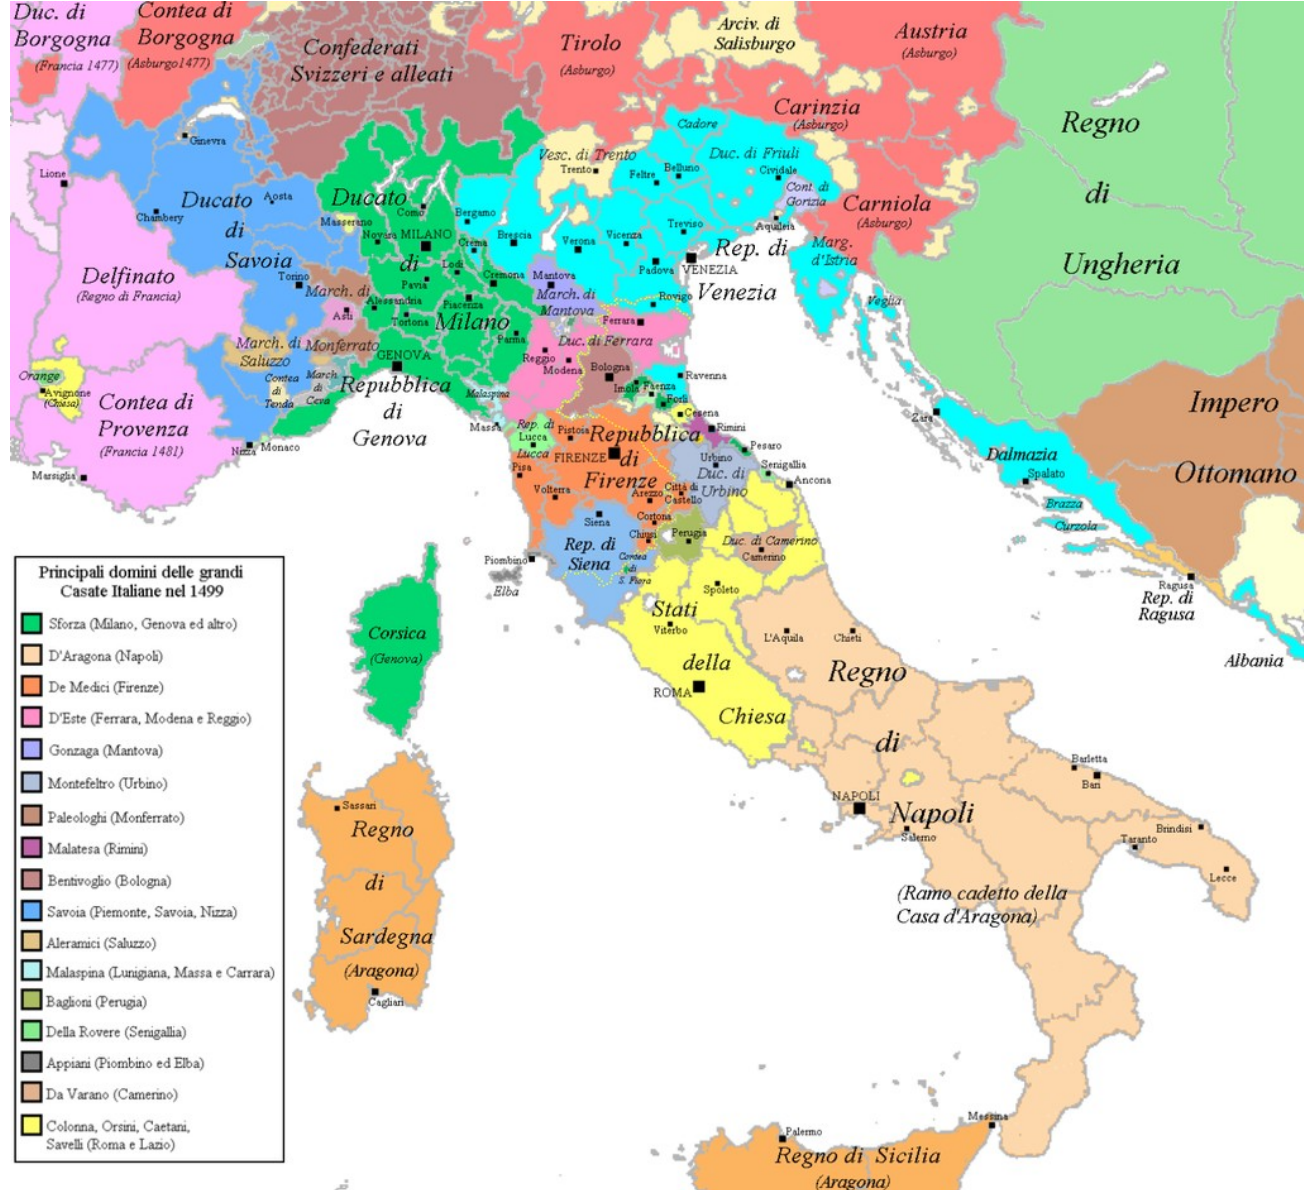 Duc. di
Borgogna
(Francia 1477)
Contea di
Borgogna
(Asburgo1477)
Confederati
Svizzeri e alleati
Tirolo
(Asburgo)
Arciv. di
Salisburgo
Austria
(Asburgo)
Carinzia
(Asburgo)
Regno
di
Ungheria
Cadore
Duc. di Friuli
Vesc. di Trento
Trento
Feltre
Belluno
Cividale
Cont. di
Gorizia
Carniola
(Asburgo)
Aquileia
Marg.
d'Istria
Veglia
Ginevra
Lione
Chambery
Aosta
Ducato
di
Savoia
Masserano
Torino
Delfinato
(Regno di Francia)
Ducato
di
Milano
Como
Novara
MILANO
Lodi
Pavia
Crema
Cremona
Alessandria
Tortona
Piacenza
Parma
Bergamo
Brescia
Verona
Vicenza
Treviso
Padova
VENEZIA
Rep. di
Venezia
Rovigo
Mantova
March. di
Mantova
March. di
Monferrato
Asti
March. di
Saluzzo
Contea
di
Tenda
March
di
Ceva
GENOVA
Repubblica
di
Genova
Malaspina
Massa
Ferrara
Duc. di Ferrara
Reggio
Modena
Bologna
Imola
Faenza
Forlì
Ravenna
Cesena
Rimini
Pesaro
Senigallia
Ancona
Orange
Avignone
(Chiesa)
Contea di
Provenza
(Francia 1481)
Marsiglia
Nizza
Monaco
Rep. di
Lucca
Lucca
Pistoia
FIRENZE
Repubblica
di
Firenze
Pisa
Volterra
Arezzo
Città di
Castello
Cortona
Chiusi
Urbino
Duc. di
Urbino
Siena
Rep. di
Siena
Contea
di
S. Fiora
Perugia
Duc. di Camerino
Camerino
Piombino
Elba
Spoleto
Stati
della
Chiesa
Viterbo
ROMA
Zara
Dalmazia
Spalato
Brazza
Curzola
Impero
Ottomano
Ragusa
Rep. di
Ragusa
Albania
Corsica
(Genova)
L'Aquila
Chieti
Regno
di
Napoli
NAPOLI
Salerno
Barletta
Bari
Brindisi
Taranto
Lecce
(Ramo cadetto della
Casa d'Aragona)
Sassari
Regno
di
Sardegna
(Aragona)
Cagliari
Messina
Palermo
Regno di Sicilia
(Aragona)
Principali domini delle grandi
Casate Italiane nel 1499
Sforza (Milano, Genova ed altro)
D'Aragona (Napoli)
De Medici (Firenze)
D'Este (Ferrara, Modena e Reggio)
Gonzaga (Mantova)
Montefeltro (Urbino)
Paleologhi (Monferrato)
Malatesa (Rimini)
Bentivoglio (Bologna)
Savoia (Piemonte, Savoia, Nizza)
Aleramici (Saluzzo)
Malaspina (Lunigiana, Massa e Carrara)
Baglioni (Perugia)
Della Rovere (Senigallia)
Appiani (Piombino ed Elba)
Da Varano (Camerino)
Colonna, Orsini, Caetani,
Savelli (Roma e Lazio)